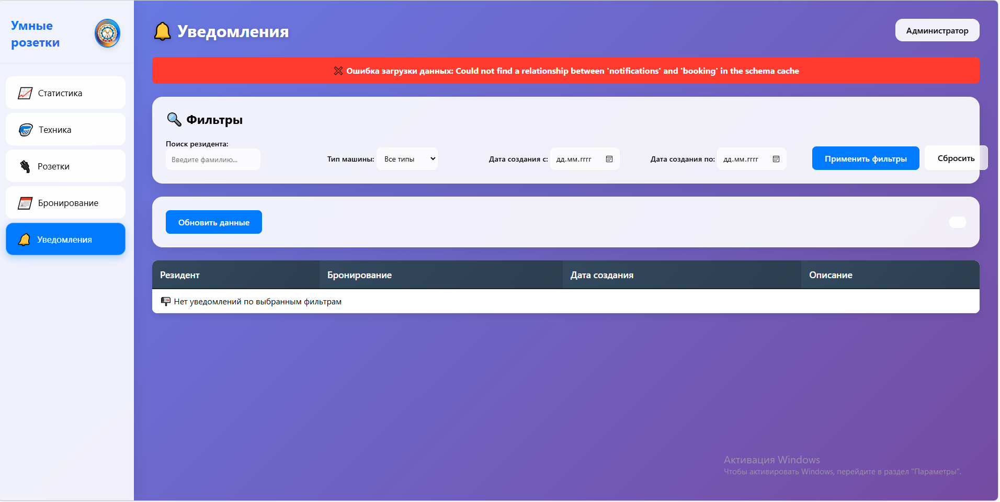 Умные
розетки
Статистика
Техника
Розетки
Бронирование
Уведомления
Уведомления
Администратор
Ошибка загрузки данных: Could not find a relationship between 'notifications' and 'booking' in the schema cache
Фильтры
Поиск резидента:
Введите фамилию...
Тип машины: Все типы
Дата создания с: дд.мм.гггг
Дата создания по: дд.мм.гггг
Применить фильтры
Сбросить
Обновить данные
Резидент Бронирование Дата создания Описание
Нет уведомлений по выбранным фильтрам
Активация Windows
Чтобы активировать Windows, перейдите в раздел "Параметры".